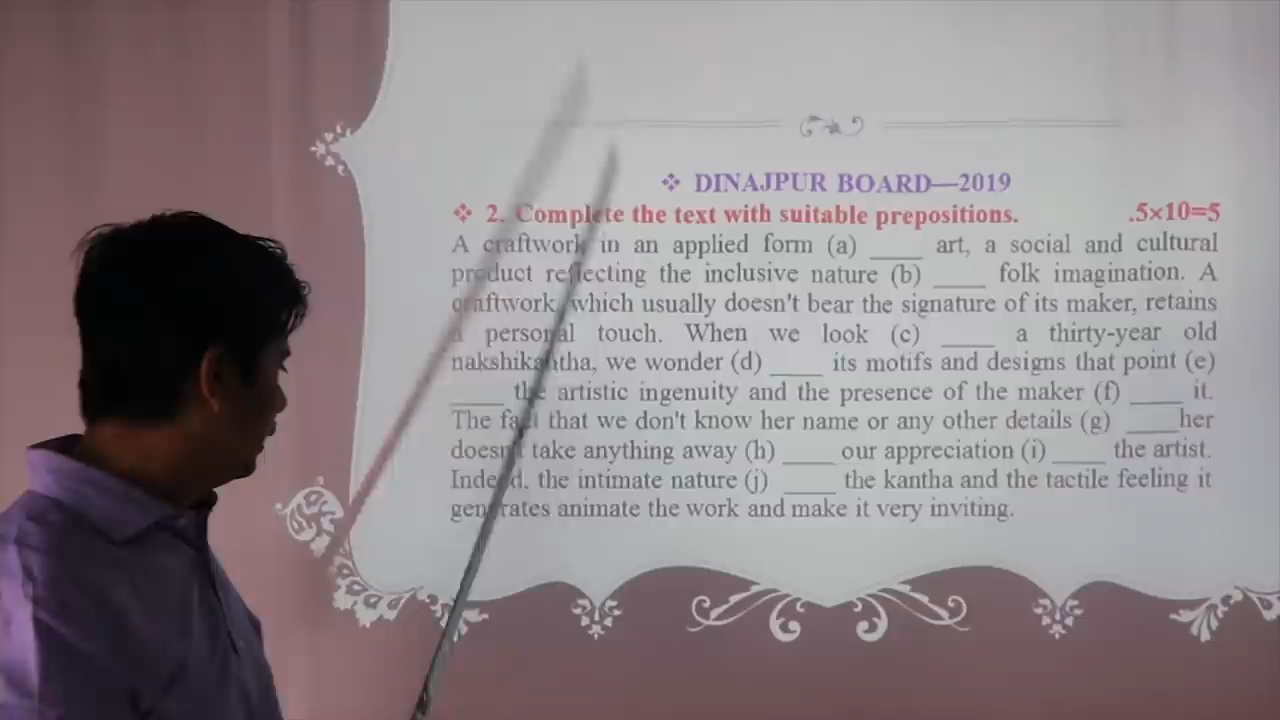 ❖ DINAJPUR BOARD—2019
❖ 2. Complete the text with suitable prepositions. .5×10=5
A craftwork in an applied form (a) ____ art, a social and cultural
product reflecting the inclusive nature (b) ____ folk imagination. A
craftwork, which usually doesn't bear the signature of its maker, retains
a personal touch. When we look (c) ____ a thirty-year old
nakshikantha, we wonder (d) ____ its motifs and designs that point (e)
____ the artistic ingenuity and the presence of the maker (f) ____ it.
The fact that we don't know her name or any other details (g) ____her
doesn't take anything away (h) ____ our appreciation (i) ____ the artist.
Indeed, the intimate nature (j) ____ the kantha and the tactile feeling it
generates animate the work and make it very inviting.